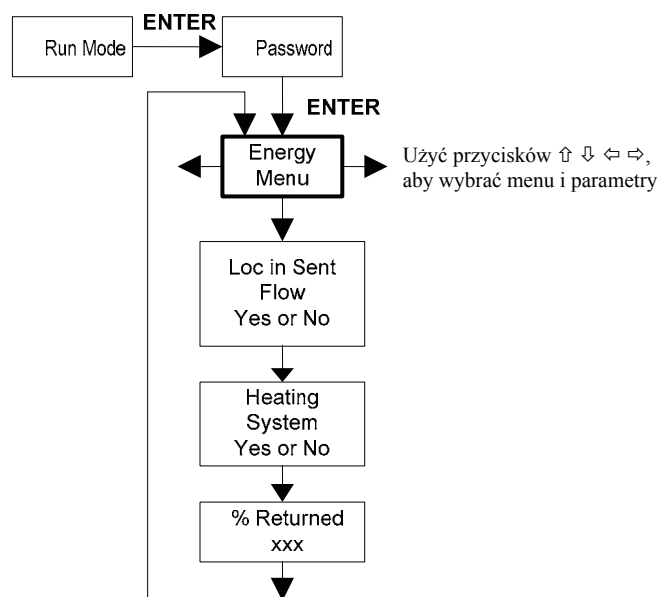 ENTER
Run Mode
Password
ENTER
Energy
Menu
Użyć przycisków ⇧ ⇩ ⇦ ⇨,
aby wybrać menu i parametry
Loc in Sent
Flow
Yes or No
Heating
System
Yes or No
% Returned
xxx